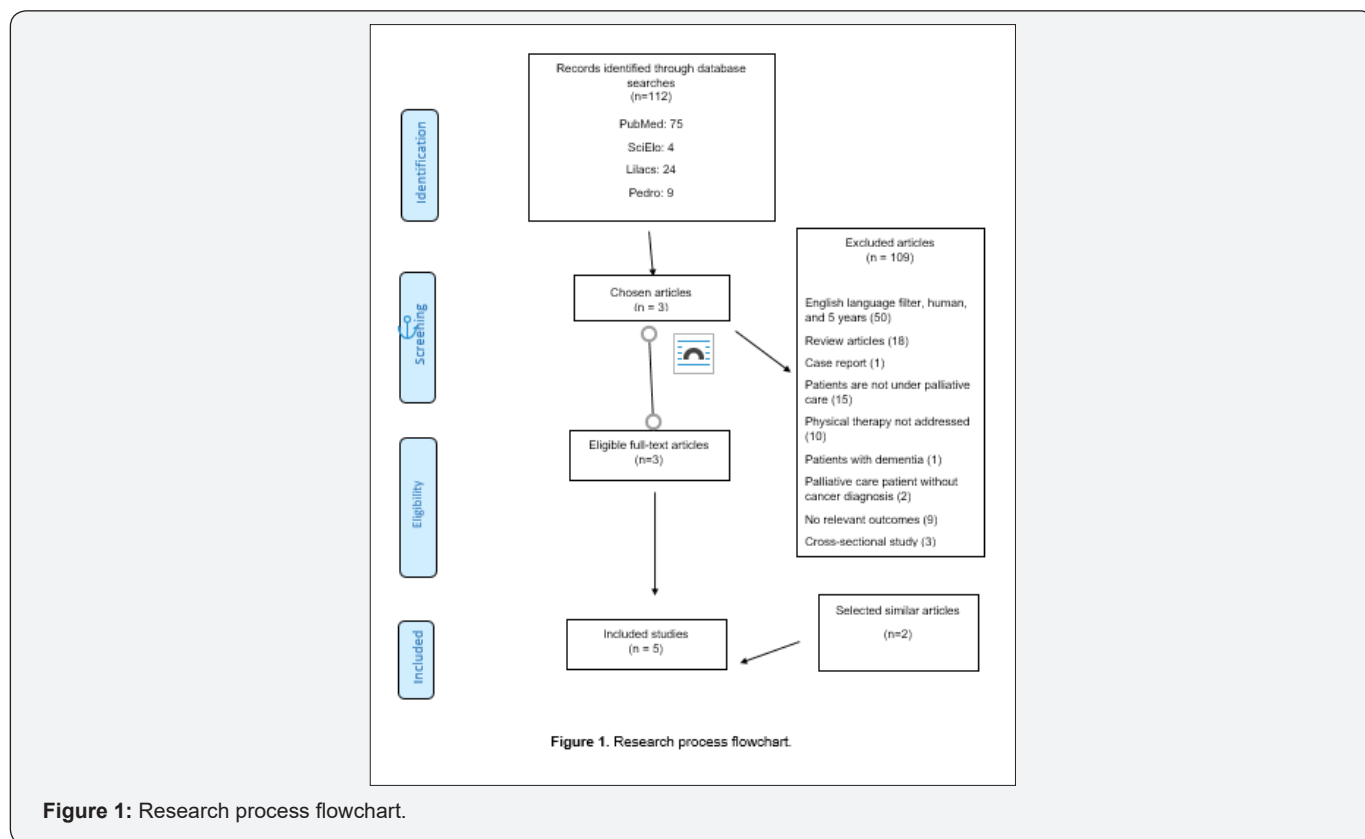 Records identified through database
searches
(n=112)
PubMed: 75
SciElo: 4
Lilacs: 24
Pedro: 9
Identification
Excluded articles
(n = 109)
English language filter, human,
and 5 years (50)
Review articles (18)
Case report (1)
Patients are not under palliative
care (15)
Physical therapy not addressed
(10)
Patients with dementia (1)
Palliative care patient without
cancer diagnosis (2)
No relevant outcomes (9)
Cross-sectional study (3)
Chosen articles
(n = 3)
Screening
Eligible full-text articles
(n=3)
Eligibility
Selected similar articles
(n=2)
Included studies
(n = 5)
Included
Figure 1. Research process flowchart.
Figure 1: Research process flowchart.